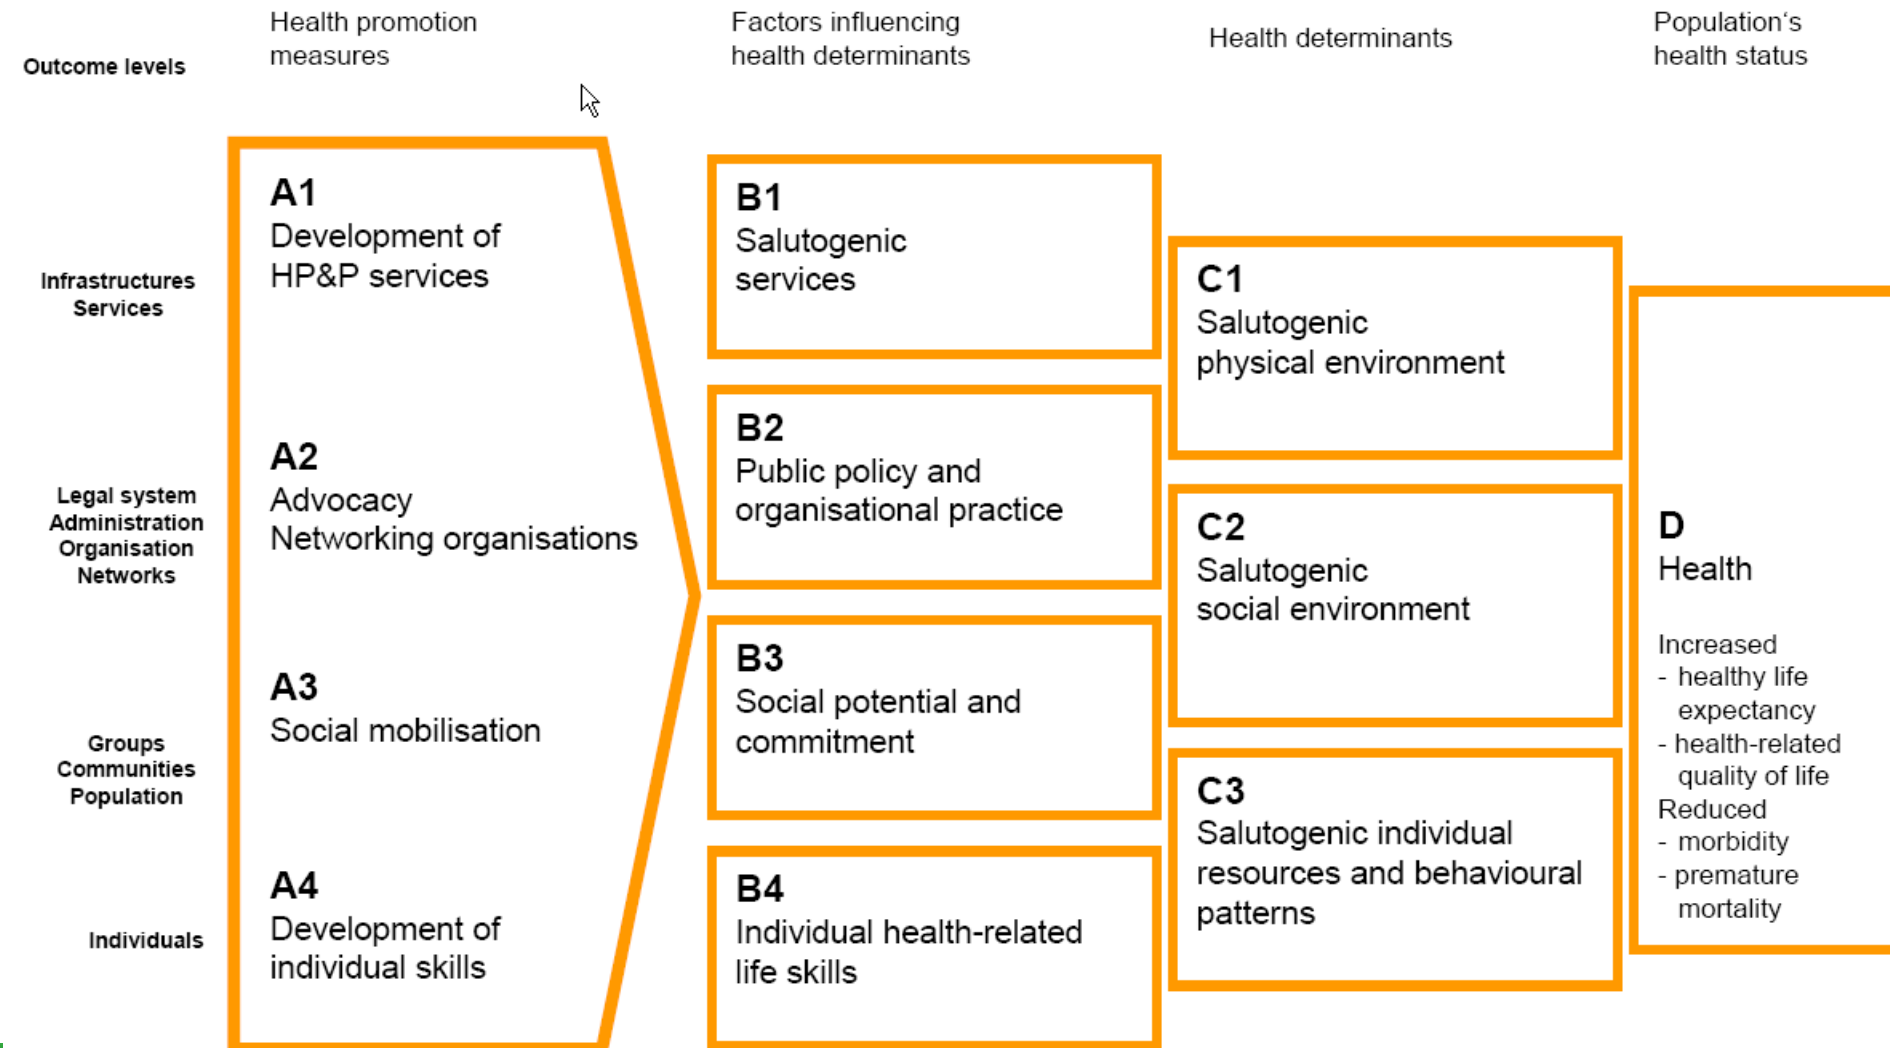 Outcome levels
Health promotion
measures
Factors influencing
health determinants
Health determinants
Population‘s
health status
Infrastructures
Services
Legal system
Administration
Organisation
Networks
Groups
Communities
Population
Individuals
A1
Development of
HP&P services
A2
Advocacy
Networking organisations
A3
Social mobilisation
A4
Development of
individual skills
B1
Salutogenic
services
B2
Public policy and
organisational practice
B3
Social potential and
commitment
B4
Individual health-related
life skills
C1
Salutogenic
physical environment
C2
Salutogenic
social environment
C3
Salutogenic individual
resources and behavioural
patterns
D
Health
Increased
- healthy life
expectancy
- health-related
quality of life
Reduced
- morbidity
- premature
mortality